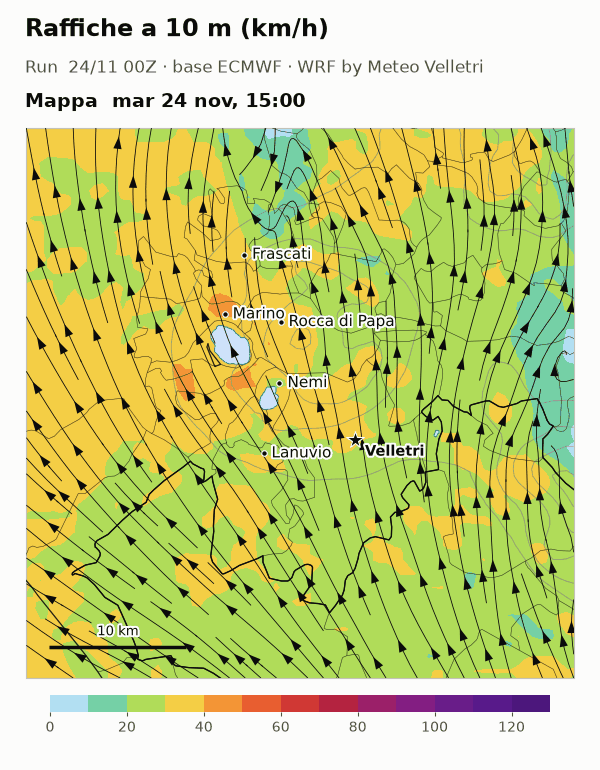 Raffiche a 10 m (km/h)
Run 24/11 00Z · base ECMWF · WRF by Meteo Velletri
Mappa mar 24 nov, 15:00
Frascati
Marino
Rocca di Papa
Nemi
Velletri
Lanuvio
10 km
0 20 40 60 80 100 120